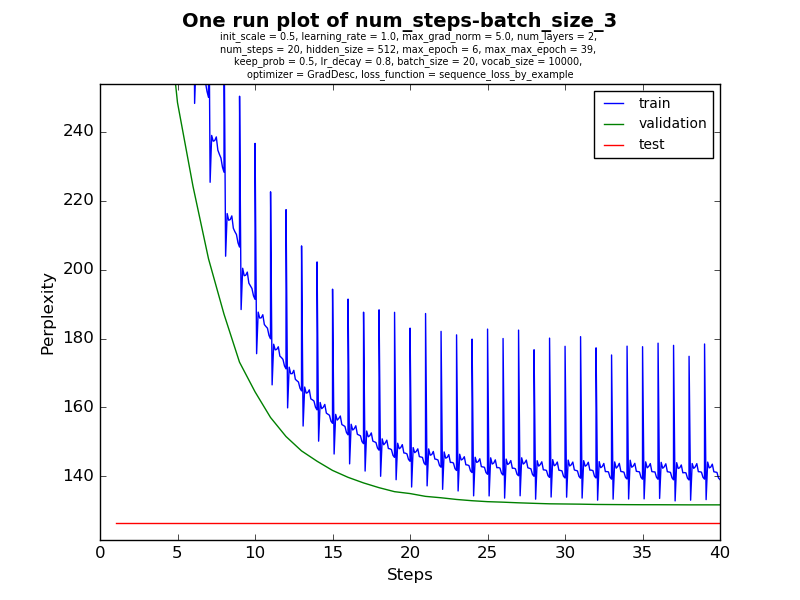 One run plot of num_steps-batch_size_3
init_scale = 0.5, learning_rate = 1.0, max_grad_norm = 5.0, num_layers = 2,
num_steps = 20, hidden_size = 512, max_epoch = 6, max_max_epoch = 39,
keep_prob = 0.5, lr_decay = 0.8, batch_size = 20, vocab_size = 10000,
optimizer = GradDesc, loss_function = sequence_loss_by_example
train
validation
test
240
220
200
180
160
140
Perplexity
0 5 10 15 20 25 30 35 40
Steps